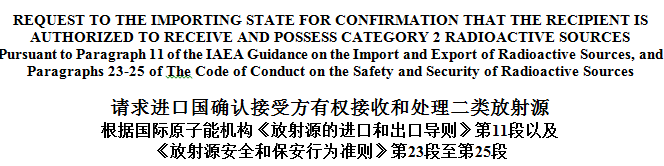 REQUEST TO THE IMPORTING STATE FOR CONFIRMATION THAT THE RECIPIENT IS
AUTHORIZED TO RECEIVE AND POSSESS CATEGORY 2 RADIOACTIVE SOURCES
Pursuant to Paragraph 11 of the IAEA Guidance on the Import and Export of Radioactive Sources, and
Paragraphs 23-25 of The Code of Conduct on the Safety and Security of Radioactive Sources
请求进口国确认接受方有权接收和处理二类放射源
根据国际原子能机构《放射源的进口和出口导则》第11段以及
《放射源安全和保安行为准则》第23段至第25段